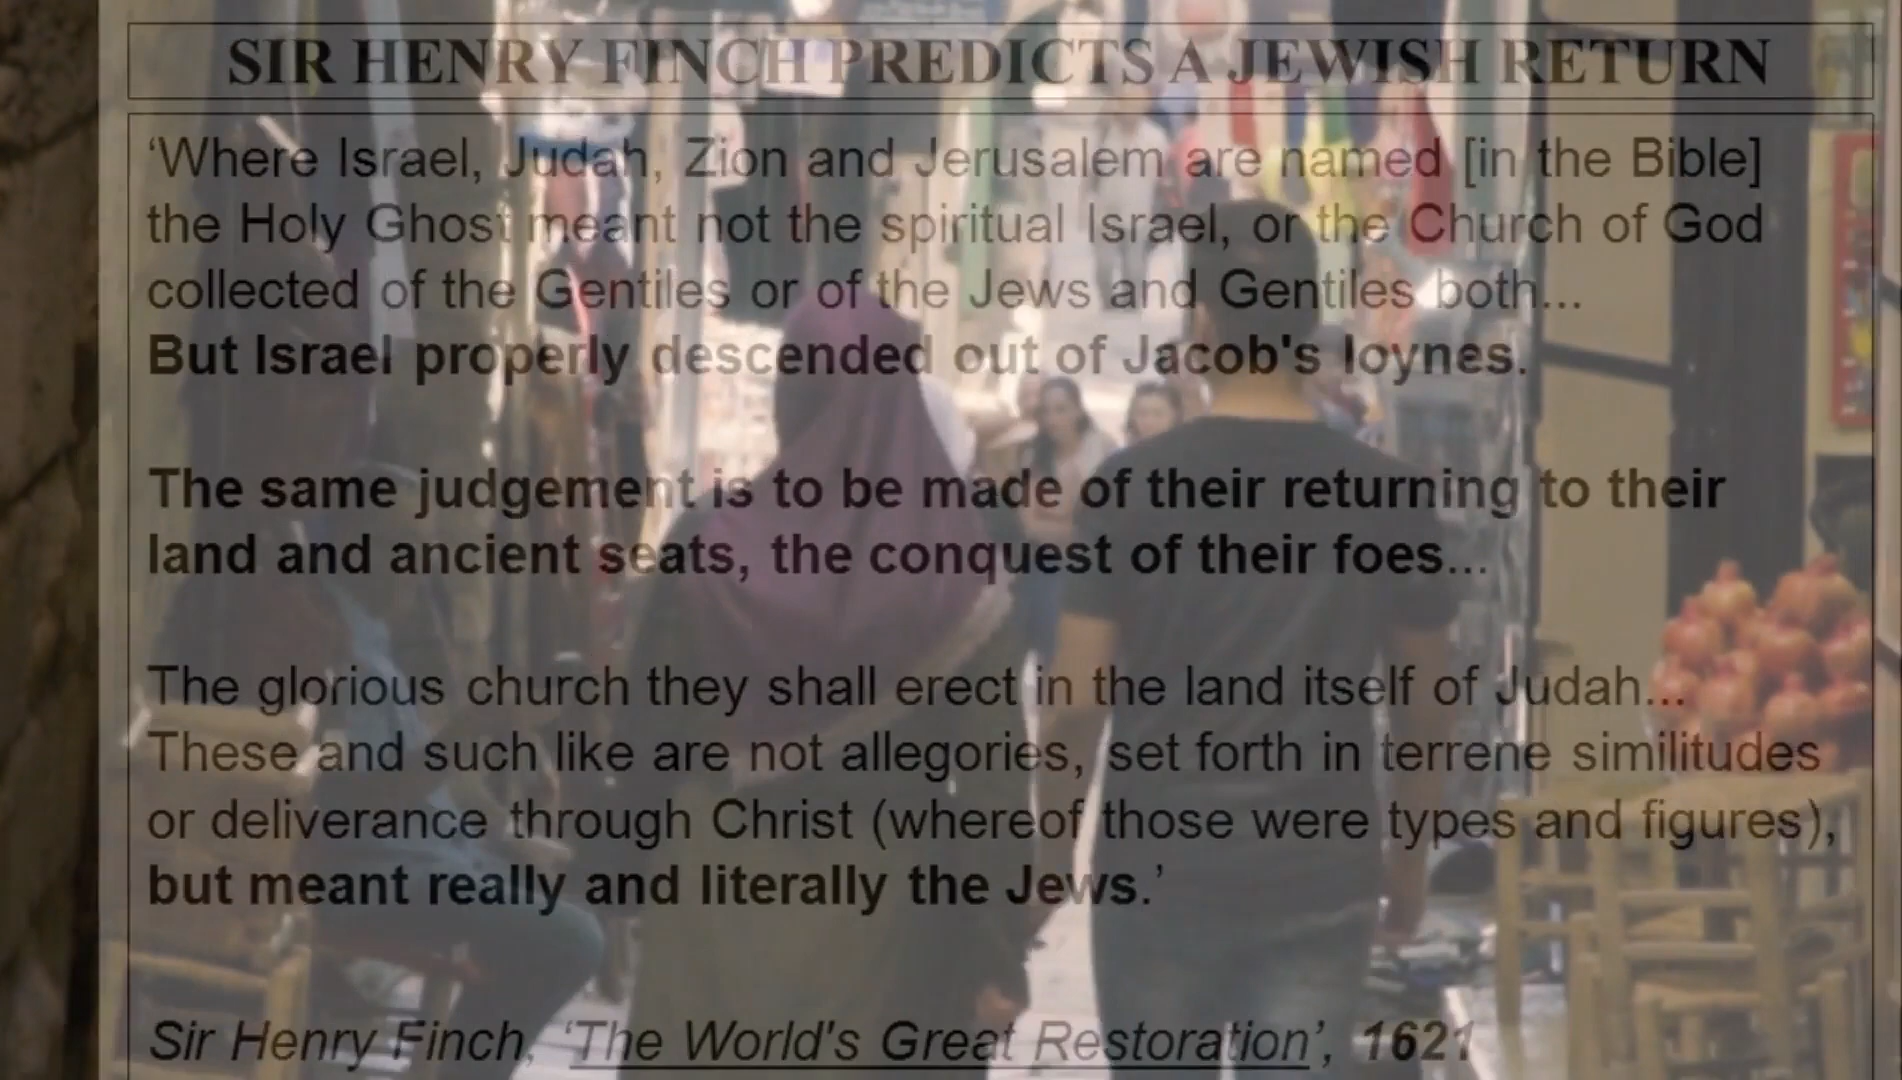 SIR HENRY FINCH PREDICTS A JEWISH RETURN
‘Where Israel, Judah, Zion and Jerusalem are named [in the Bible]
the Holy Ghost meant not the spiritual Israel, or the Church of God
collected of the Gentiles or of the Jews and Gentiles both...
But Israel properly descended out of Jacob's loynes.
The same judgement is to be made of their returning to their
land and ancient seats, the conquest of their foes...
The glorious church they shall erect in the land itself of Judah...
These and such like are not allegories, set forth in terrene similitudes
or deliverance through Christ (whereof those were types and figures),
but meant really and literally the Jews.’
Sir Henry Finch, ‘The World's Great Restoration’, 1621